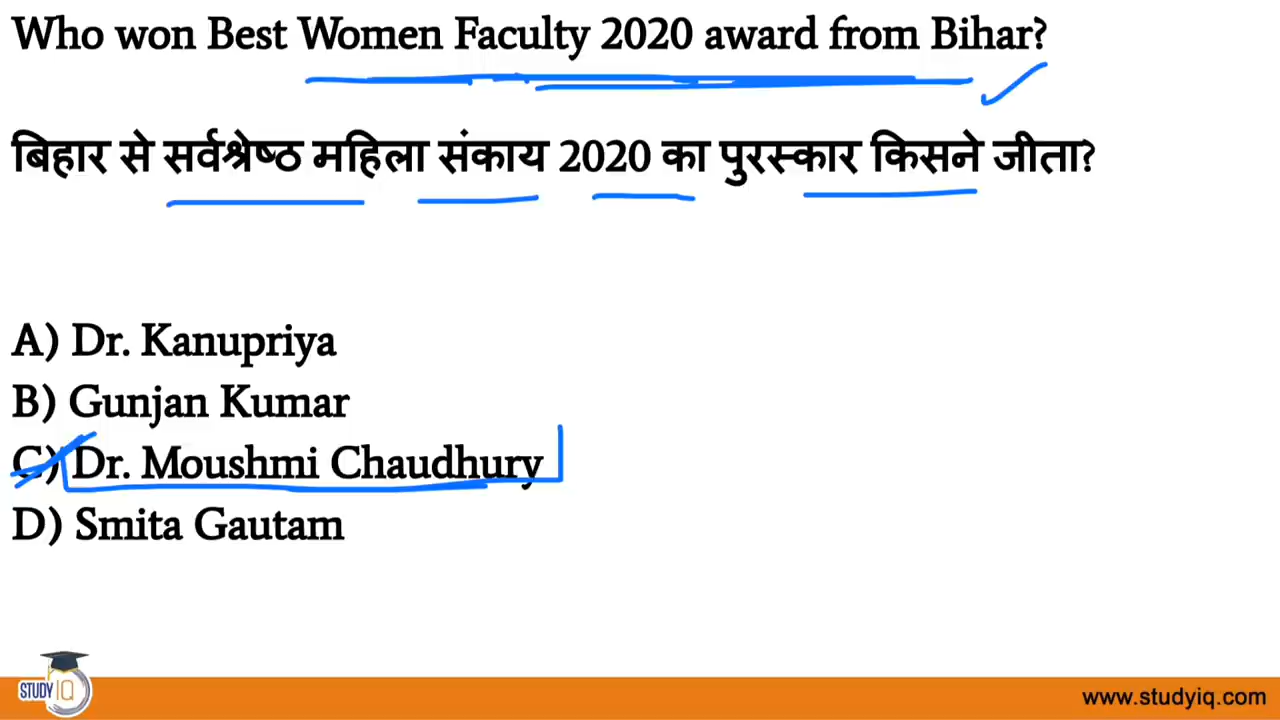 Who won Best Women Faculty 2020 award from Bihar?
बिहार से सर्वश्रेष्ठ महिला संकाय 2020 का पुरस्कार किसने जीता?
A) Dr. Kanupriya
B) Gunjan Kumar
C) Dr. Moushmi Chaudhury
D) Smita Gautam
STUDY IQ
www.studyiq.com